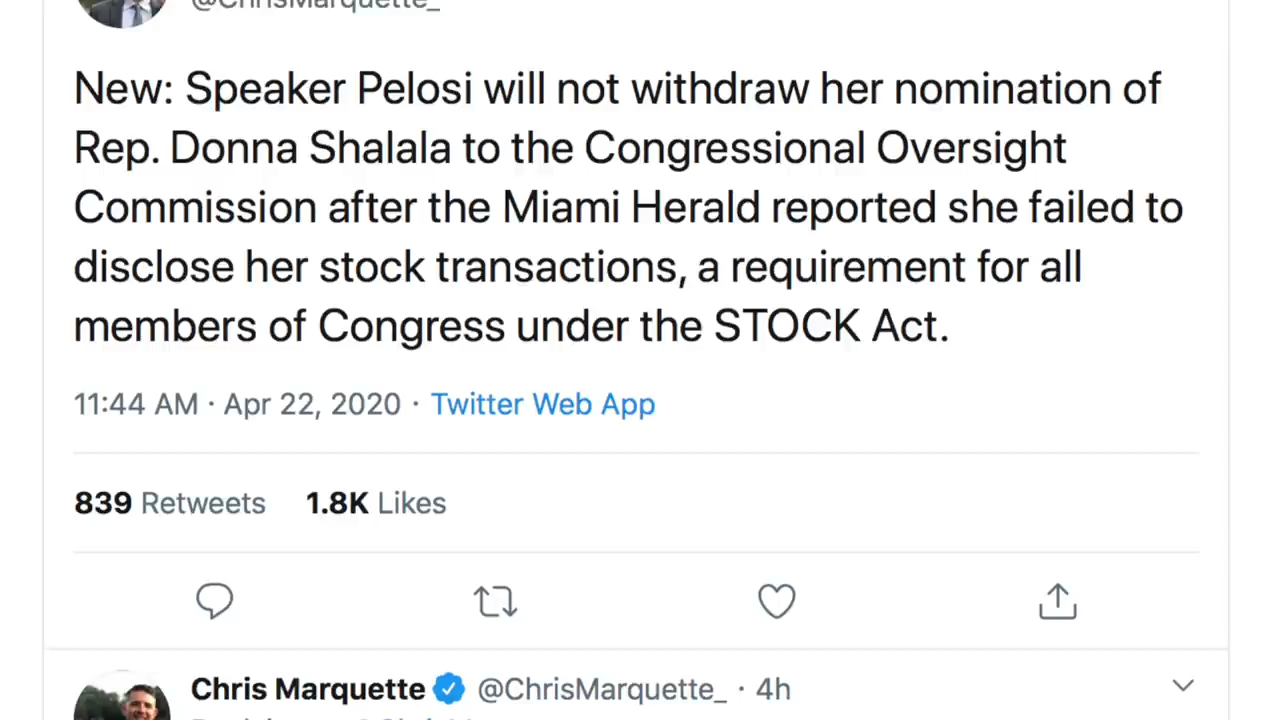 @ChrisMarquette_
New: Speaker Pelosi will not withdraw her nomination of
Rep. Donna Shalala to the Congressional Oversight
Commission after the Miami Herald reported she failed to
disclose her stock transactions, a requirement for all
members of Congress under the STOCK Act.
11:44 AM · Apr 22, 2020 · Twitter Web App
839 Retweets 1.8K Likes
Chris Marquette @ChrisMarquette_ · 4h